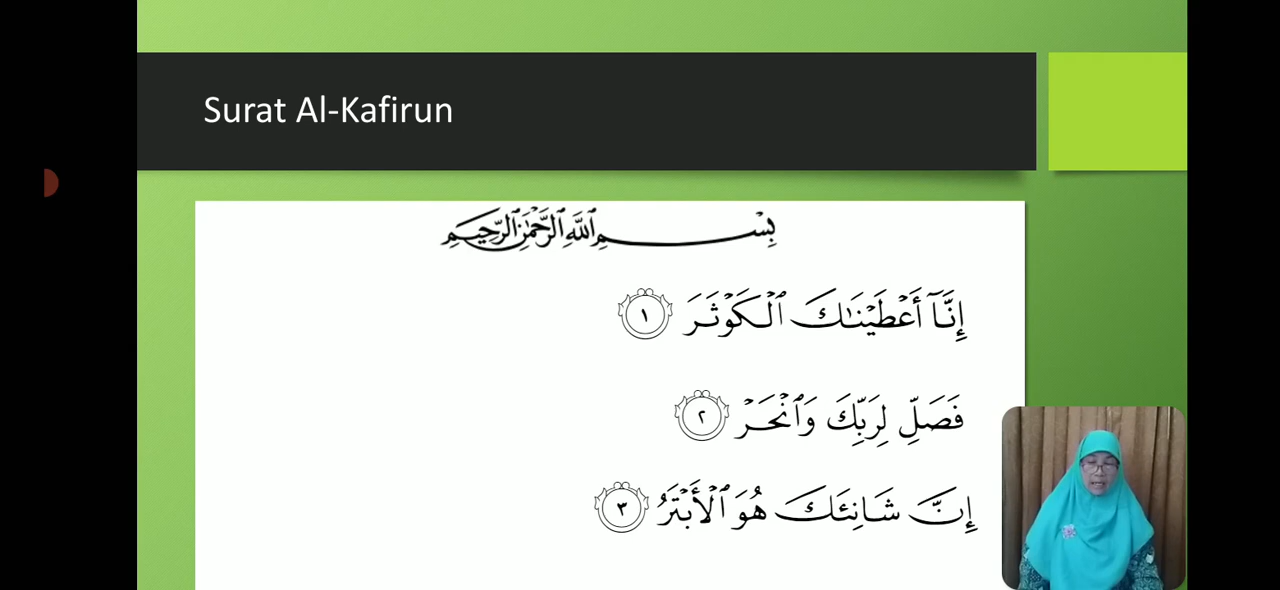 Surat Al-Kafirun
بِسْمِ ٱللَّهِ ٱلرَّحْمَٰنِ ٱلرَّحِيمِ
إِنَّآ أَعْطَيْنَٰكَ ٱلْكَوْثَرَ ١
فَصَلِّ لِرَبِّكَ وَٱنْحَرْ ٢
إِنَّ شَانِئَكَ هُوَ ٱلْأَبْتَرُ ٣